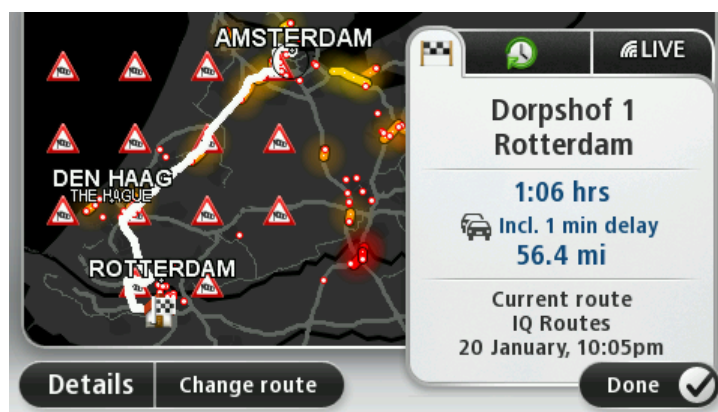 AMSTERDAM
DEN HAAG
THE HAGUE
ROTTERDAM
LIVE
Dorpshof 1
Rotterdam
1:06 hrs
Incl. 1 min delay
56.4 mi
Current route
IQ Routes
20 January, 10:05pm
Details
Change route
Done